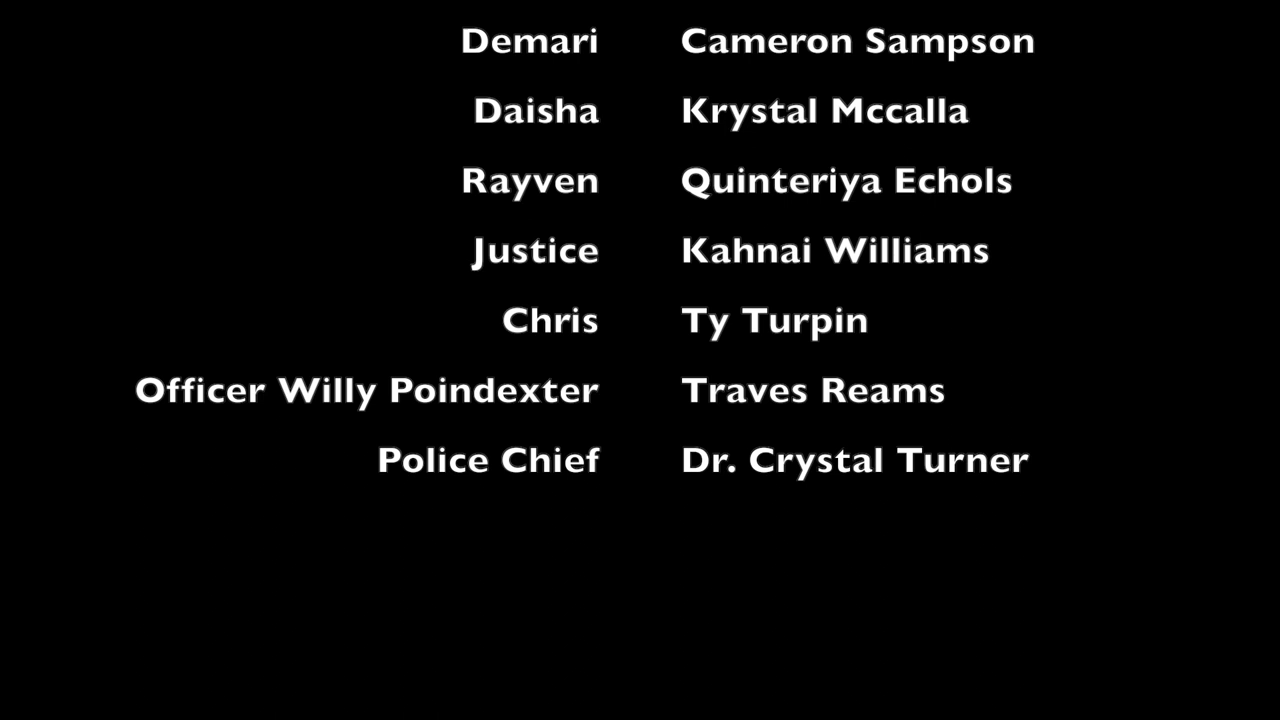 Demari Cameron Sampson
Daisha Krystal Mccalla
Rayven Quinteriya Echols
Justice Kahnai Williams
Chris Ty Turpin
Officer Willy Poindexter Traves Reams
Police Chief Dr. Crystal Turner